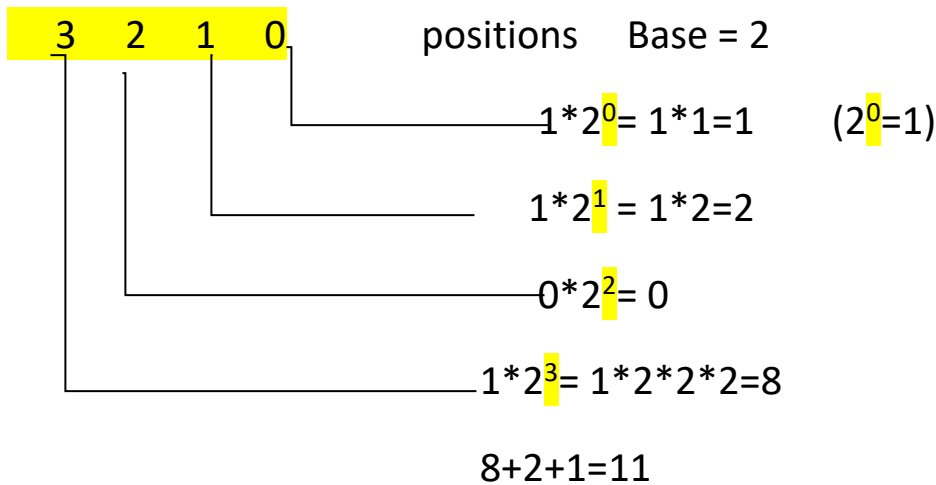 3 2 1 0 positions Base = 2
1*2⁰= 1*1=1 (2⁰=1)
1*2¹ = 1*2=2
0*2²= 0
1*2³= 1*2*2*2=8
8+2+1=11